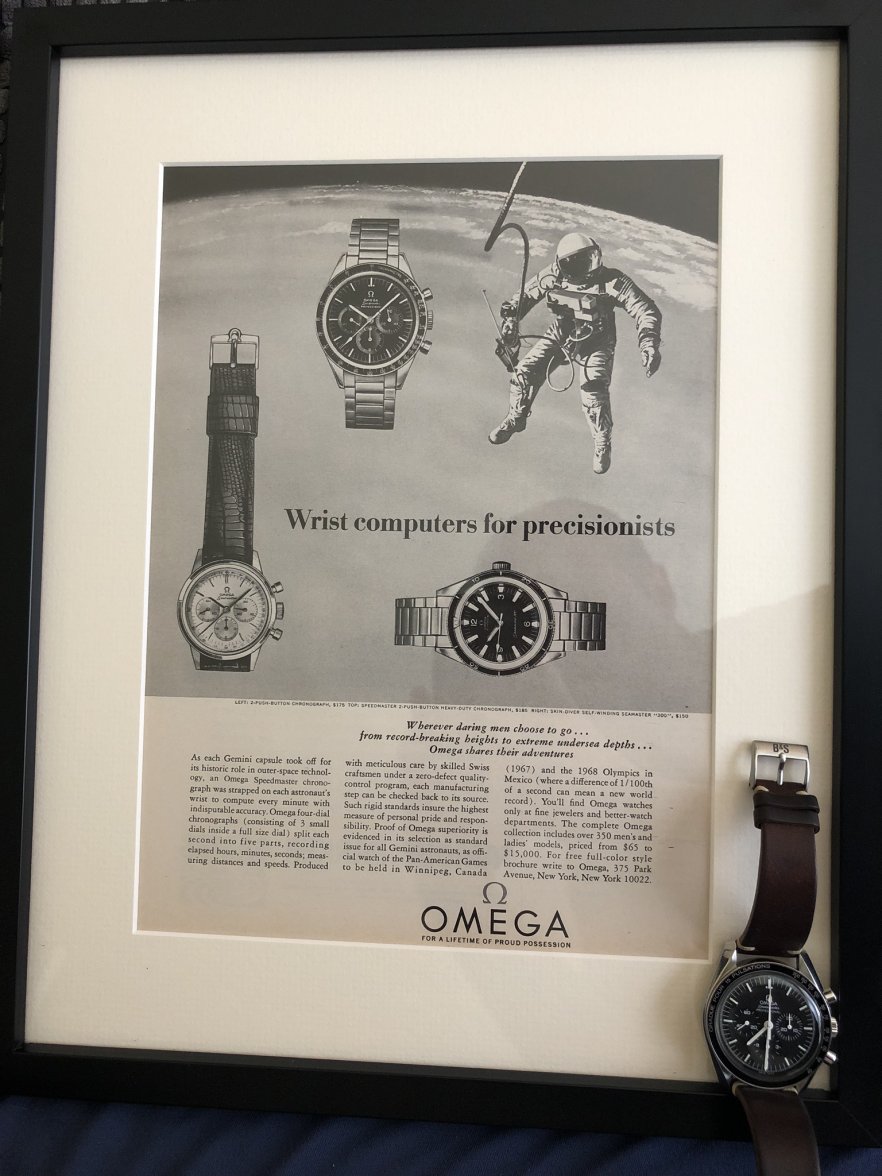 OMEGA
Wrist computers for precisionists
LEFT: 2-PUSH-BUTTON CHRONOGRAPH, $175 TOP: SPEEDMASTER 2-PUSH-BUTTON HEAVY-DUTY CHRONOGRAPH, $185 RIGHT: SKIN-DIVER SELF-WINDING SEAMASTER "300", $150
Wherever daring men choose to go...
from record-breaking heights to extreme undersea depths...
Omega shares their adventures
As each Gemini capsule took off for
its historic role in outer-space technol-
ogy, an Omega Speedmaster chrono-
graph was strapped on each astronaut's
wrist to compute every minute with
indisputable accuracy. Omega four-dial
chronographs (consisting of 3 small
dials inside a full size dial) split each
second into five parts, recording
elapsed hours, minutes, seconds; meas-
uring distances and speeds. Produced
with meticulous care by skilled Swiss
craftsmen under a zero-defect quality-
control program, each manufacturing
step can be checked back to its source.
Such rigid standards insure the highest
measure of personal pride and respon-
sibility. Proof of Omega superiority is
evidenced in its selection as standard
issue for all Gemini astronauts, as offi-
cial watch of the Pan-American Games
to be held in Winnipeg, Canada
(1967) and the 1968 Olympics in
Mexico (where a difference of 1/100th
of a second can mean a new world
record). You'll find Omega watches
only at fine jewelers and better-watch
departments. The complete Omega
collection includes over 350 men's and
ladies' models, priced from $65 to
$15,000. For free full-color style
brochure write to Omega, 375 Park
Avenue, New York, New York 10022.
Ω
OMEGA
FOR A LIFETIME OF PROUD POSSESSION
B&S
PULSATIONS
OMEGA